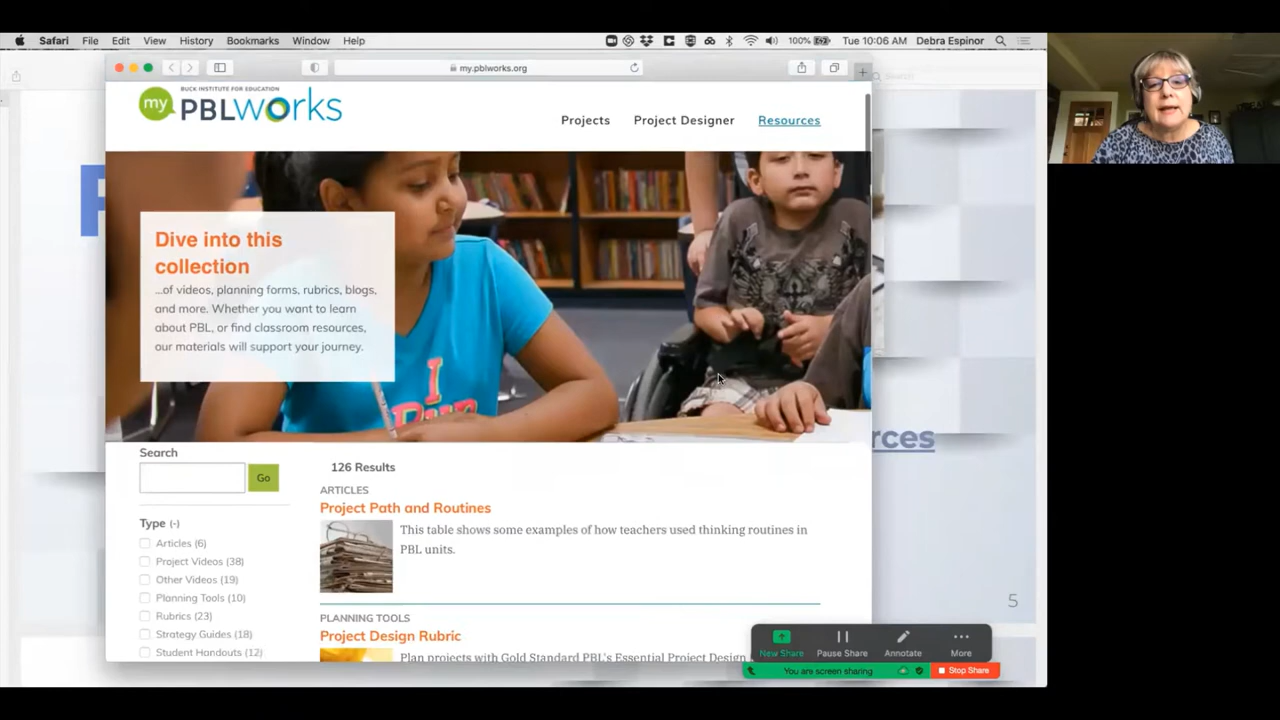 Safari File Edit View History Bookmarks Window Help 100% Tue 10:06 AM Debra Espinor
my.pblworks.org
Search
BUCK INSTITUTE FOR EDUCATION
my PBLWorks
Projects Project Designer Resources
Dive into this
collection
...of videos, planning forms, rubrics, blogs,
and more. Whether you want to learn
about PBL, or find classroom resources,
our materials will support your journey.
I
rces
Search
Go
126 Results
ARTICLES
Project Path and Routines
This table shows some examples of how teachers used thinking routines in
PBL units.
Type (-)
Articles (6)
Project Videos (38)
Other Videos (19)
Planning Tools (10)
Rubrics (23)
Strategy Guides (18)
Student Handouts (12)
PLANNING TOOLS
Project Design Rubric
Plan projects with Gold Standard PBL's Essential Project Design
5
New Share Pause Share Annotate More
You are screen sharing Stop Share